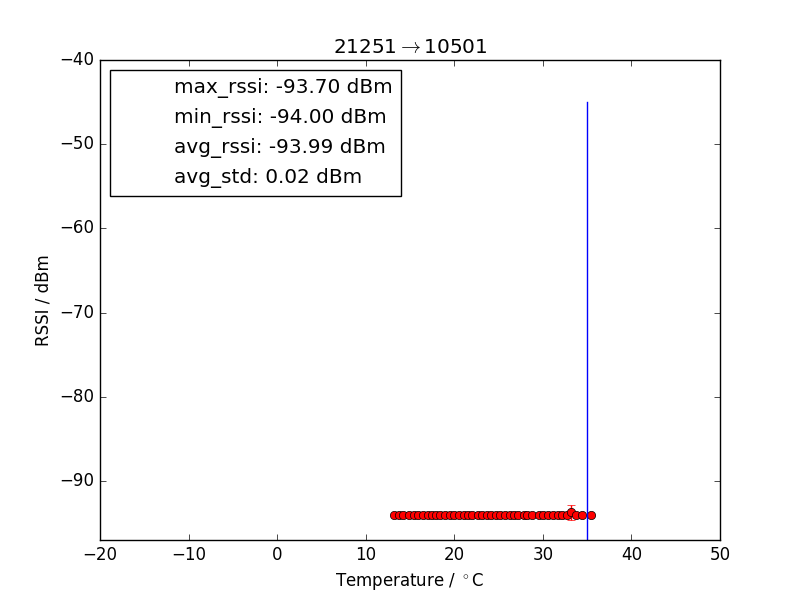 21251→10501
max_rssi: -93.70 dBm
min_rssi: -94.00 dBm
avg_rssi: -93.99 dBm
avg_std: 0.02 dBm
−40
−50
−60
−70
−80
−90
RSSI / dBm
−20 −10 0 10 20 30 40 50
Temperature / °C